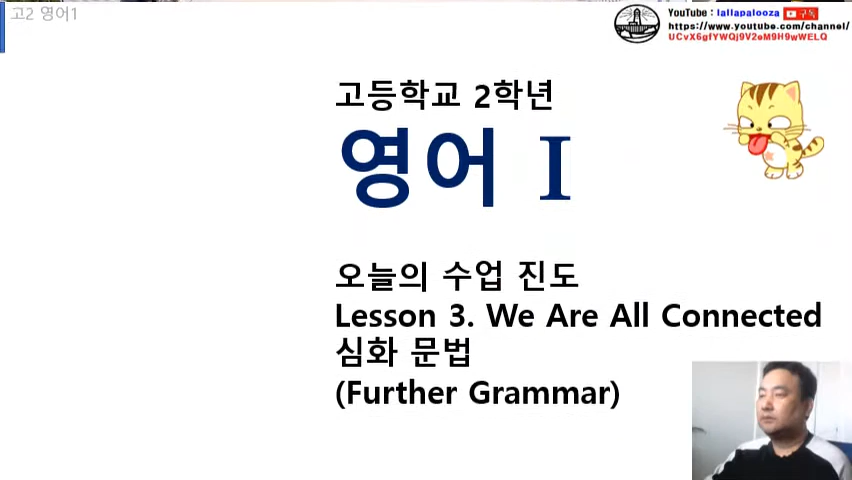 고2 영어1
YouTube : lallapalooza 구독
https://www.youtube.com/channel/
UCvX6gfYWQj9V2eM9H9wWELQ
고등학교 2학년
영어 I
오늘의 수업 진도
Lesson 3. We Are All Connected
심화 문법
(Further Grammar)